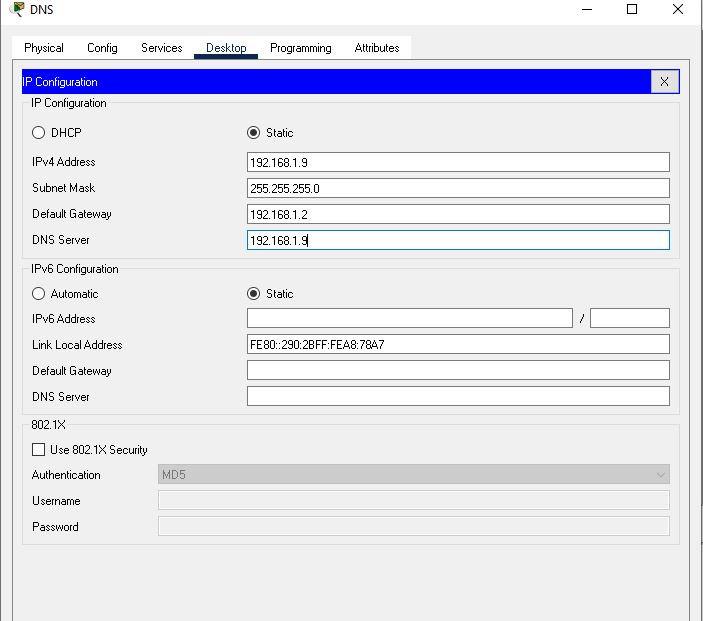 DNS
Physical Config Services Desktop Programming Attributes
IP Configuration X
IP Configuration
DHCP Static
IPv4 Address 192.168.1.9
Subnet Mask 255.255.255.0
Default Gateway 192.168.1.2
DNS Server 192.168.1.9
IPv6 Configuration
Automatic Static
IPv6 Address /
Link Local Address FE80::290:2BFF:FEA8:78A7
Default Gateway
DNS Server
802.1X
Use 802.1X Security
Authentication MD5
Username
Password